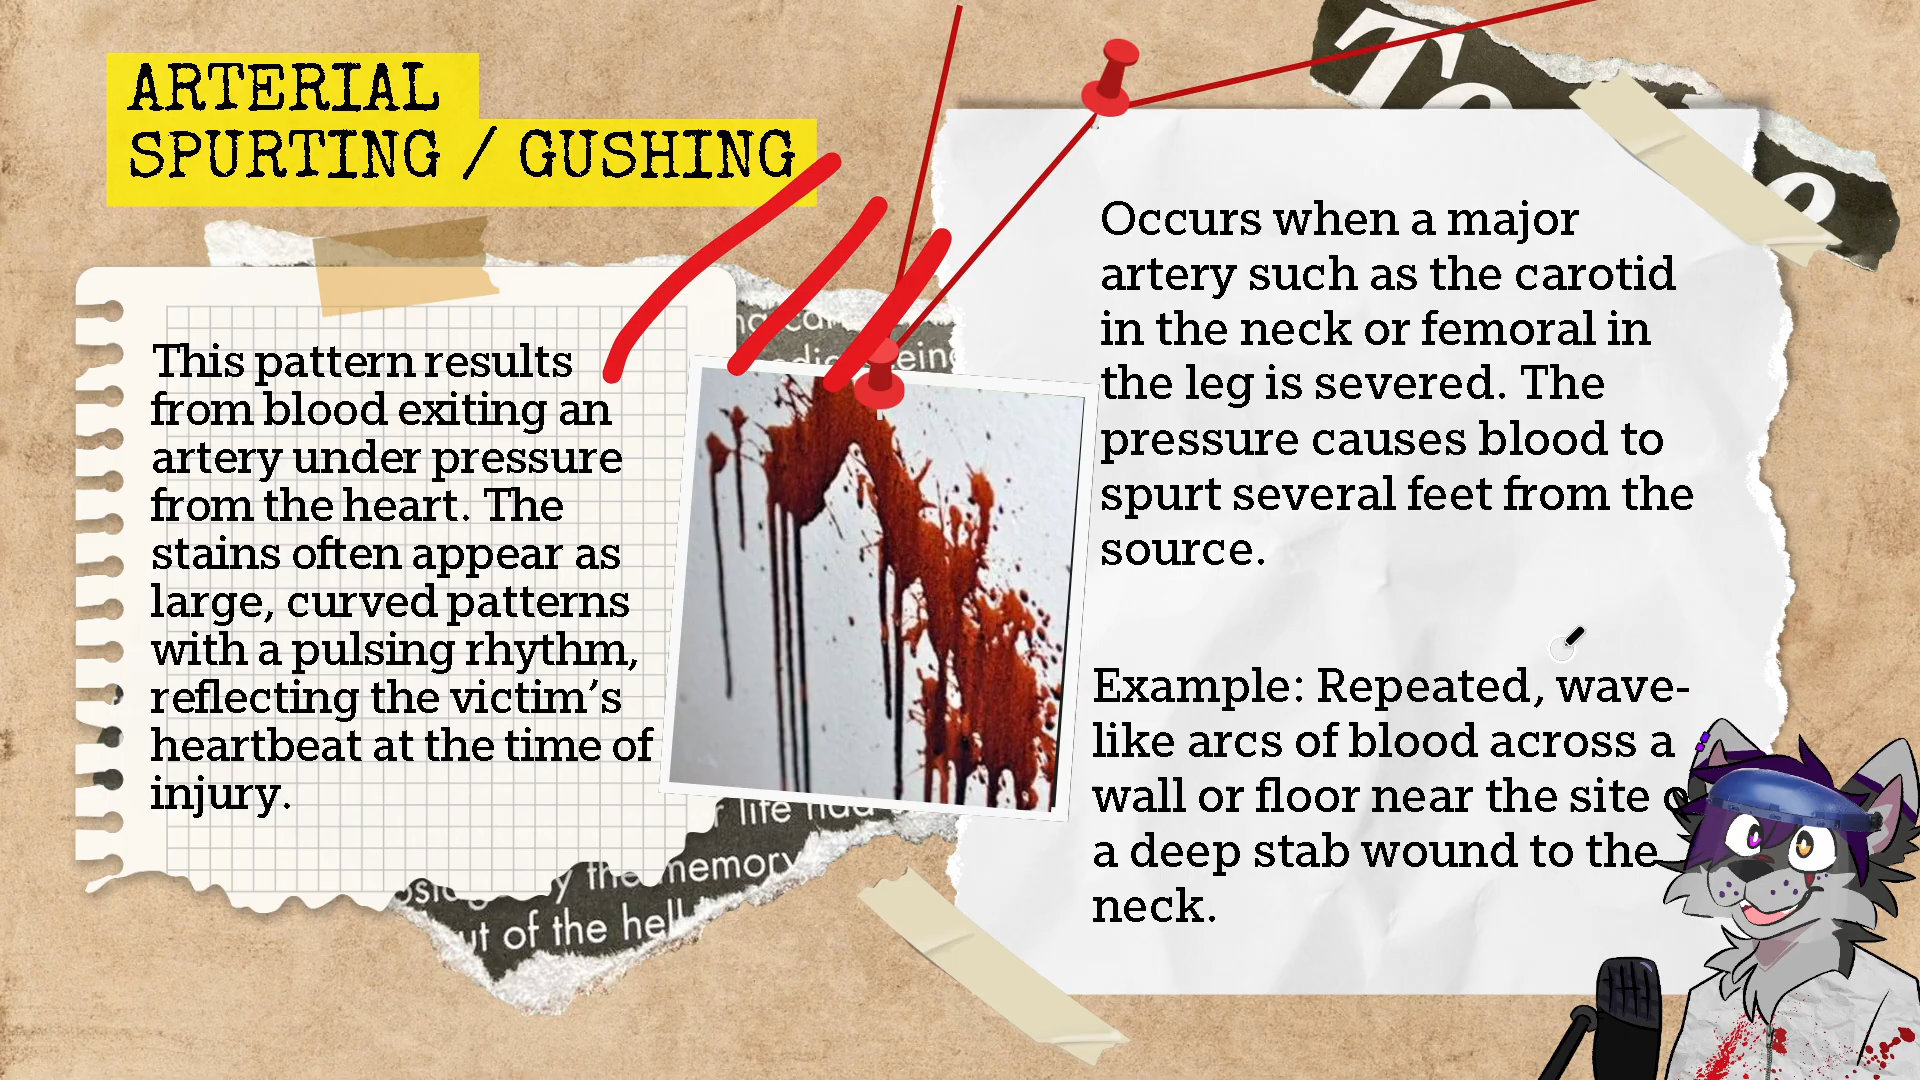 ARTERIAL
SPURTING / GUSHING
This pattern results
from blood exiting an
artery under pressure
from the heart. The
stains often appear as
large, curved patterns
with a pulsing rhythm,
reflecting the victim's
heartbeat at the time of
injury.
Occurs when a major
artery such as the carotid
in the neck or femoral in
the leg is severed. The
pressure causes blood to
spurt several feet from the
source.
Example: Repeated, wave-
like arcs of blood across a
wall or floor near the site
a deep stab wound to the
neck.
life had
memory
out of the hell